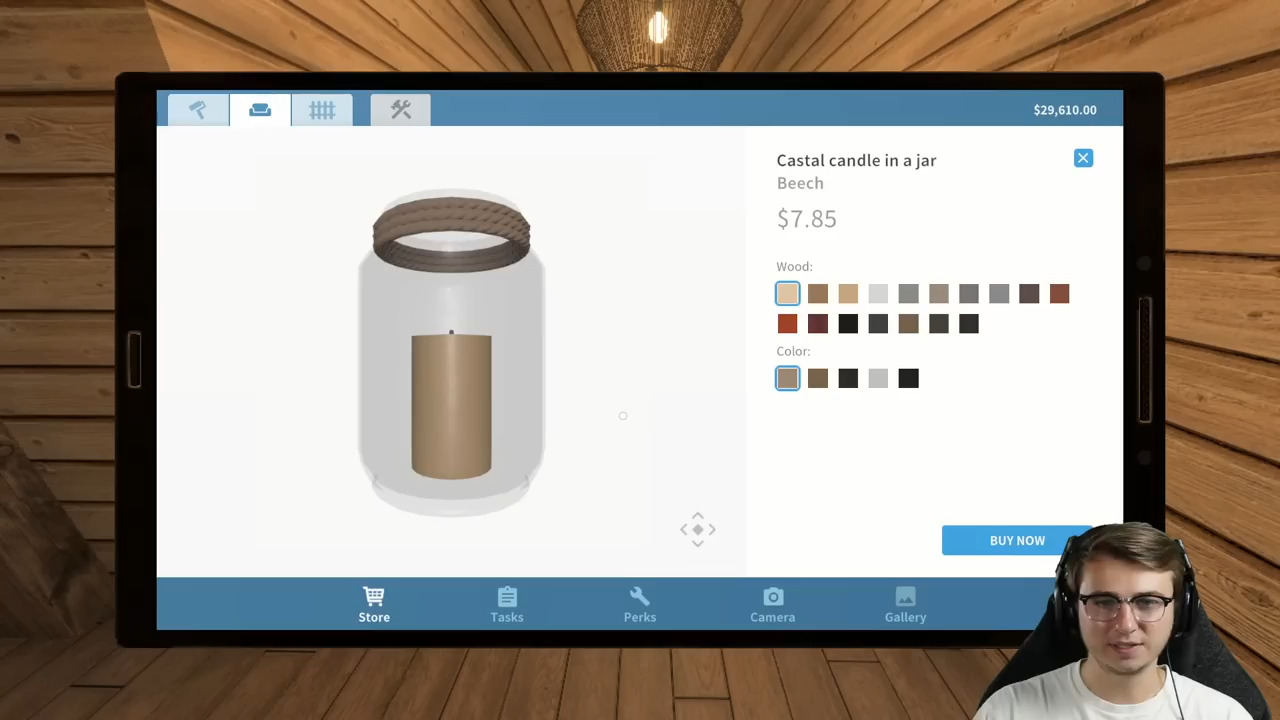 $29,610.00
Castal candle in a jar
Beech
$7.85
Wood:
Color:
BUY NOW
Store
Tasks
Perks
Camera
Gallery